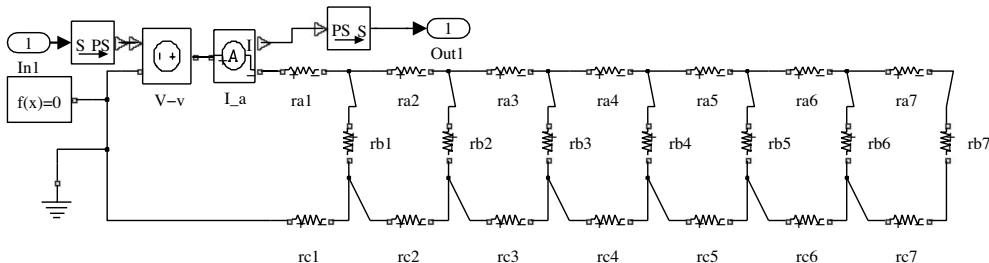 1
In1
S PS
f(x)=0
V−v
A
I
I_a
PS S
1
Out1
ra1
ra2
ra3
ra4
ra5
ra6
ra7
rb1
rb2
rb3
rb4
rb5
rb6
rb7
rc1
rc2
rc3
rc4
rc5
rc6
rc7